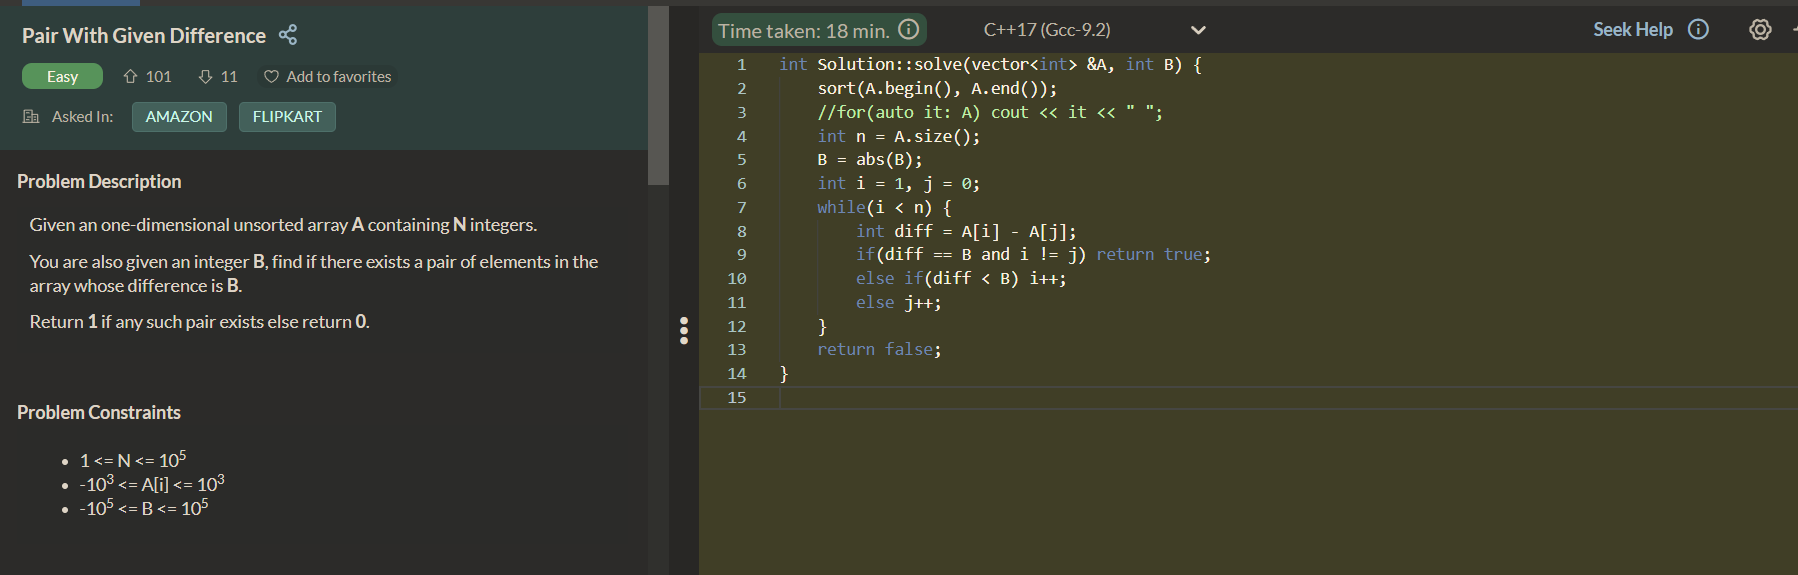 Pair With Given Difference
Easy 101 11 Add to favorites
Asked In: AMAZON FLIPKART
Problem Description
Given an one-dimensional unsorted array A containing N integers.
You are also given an integer B, find if there exists a pair of elements in the
array whose difference is B.
Return 1 if any such pair exists else return 0.
Problem Constraints
• 1 <= N <= 10^5
• -10^3 <= A[i] <= 10^3
• -10^5 <= B <= 10^5
Time taken: 18 min. C++17 (Gcc-9.2) Seek Help
1 int Solution::solve(vector<int> &A, int B) {
2     sort(A.begin(), A.end());
3     //for(auto it: A) cout << it << " ";
4     int n = A.size();
5     B = abs(B);
6     int i = 1, j = 0;
7     while(i < n) {
8         int diff = A[i] - A[j];
9         if(diff == B and i != j) return true;
10         else if(diff < B) i++;
11         else j++;
12     }
13     return false;
14 }
15